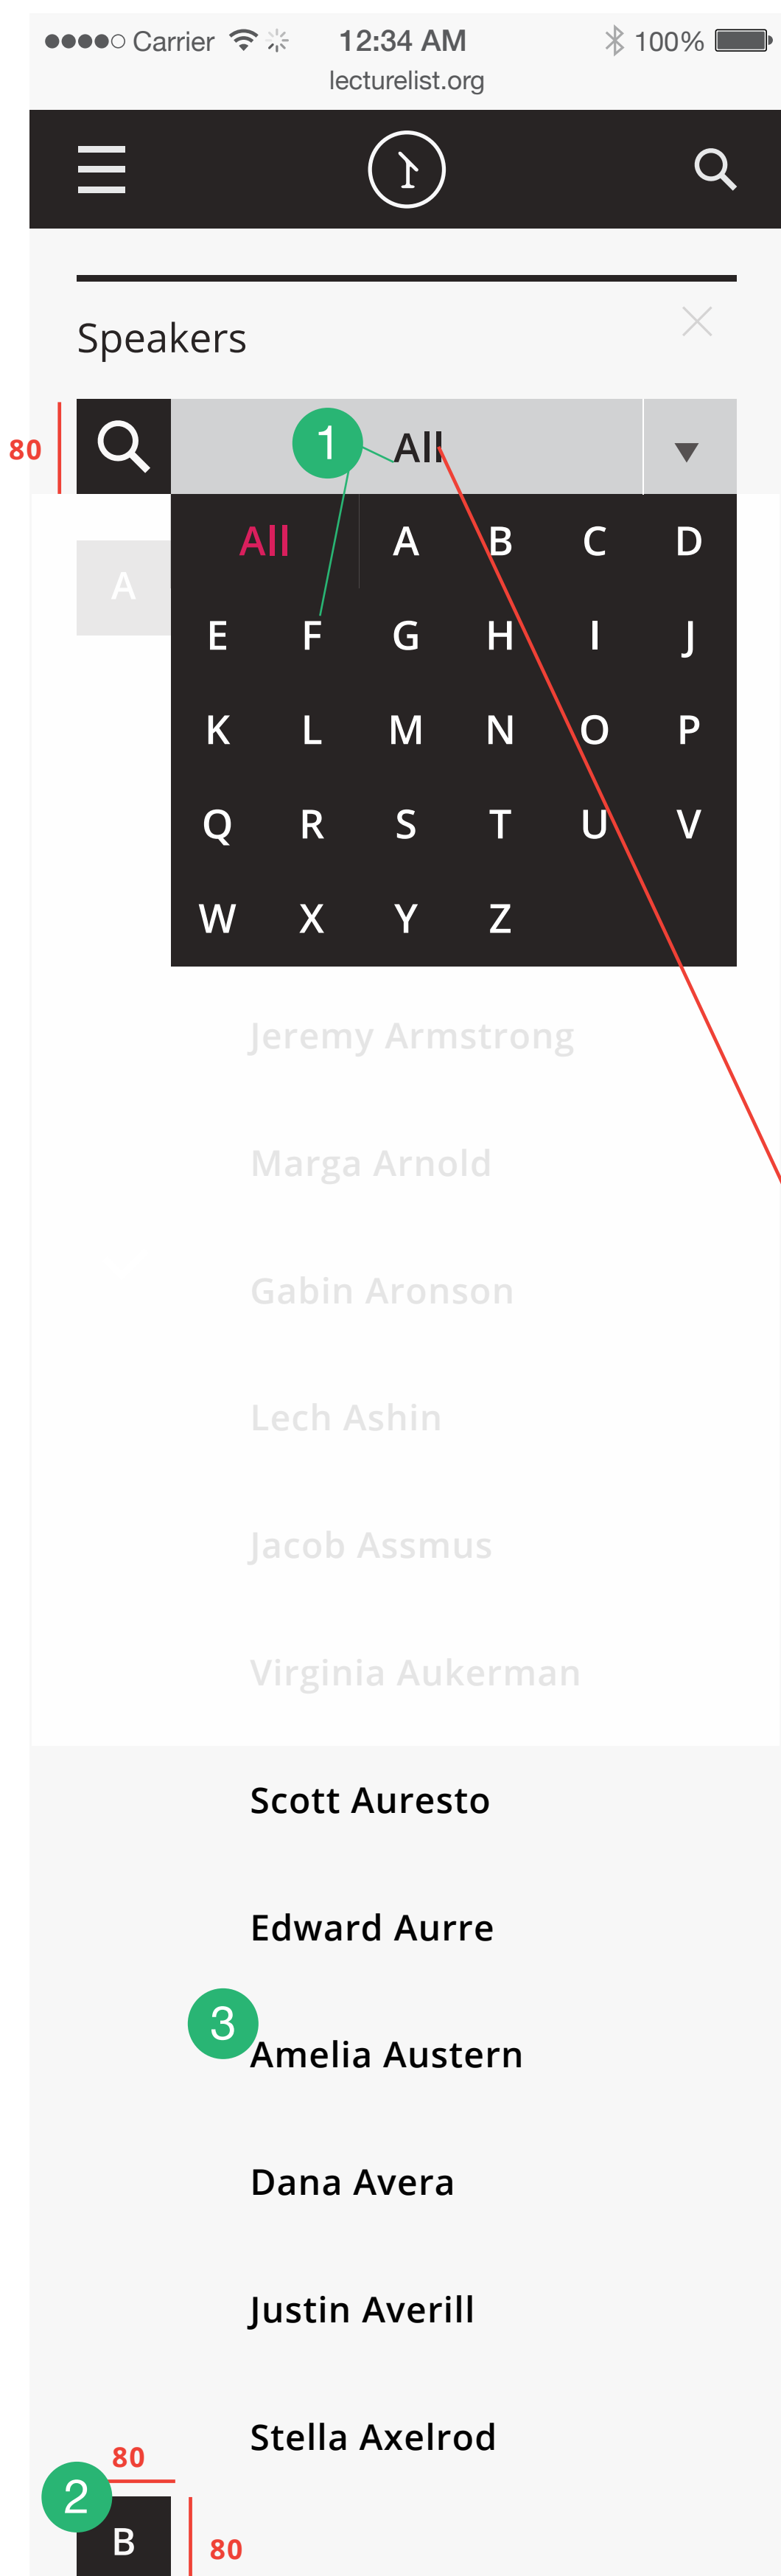 Carrier 12:34 AM 100%
lecturelist.org
Speakers
80
1 All
All A B C D
A
E F G H I J
K L M N O P
Q R S T U V
W X Y Z
Jeremy Armstrong
Marga Arnold
Gabin Aronson
Lech Ashin
Jacob Assmus
Virginia Aukerman
Scott Auresto
Edward Aurre
3
Amelia Austern
Dana Avera
Justin Averill
Stella Axelrod
80
2
B 80